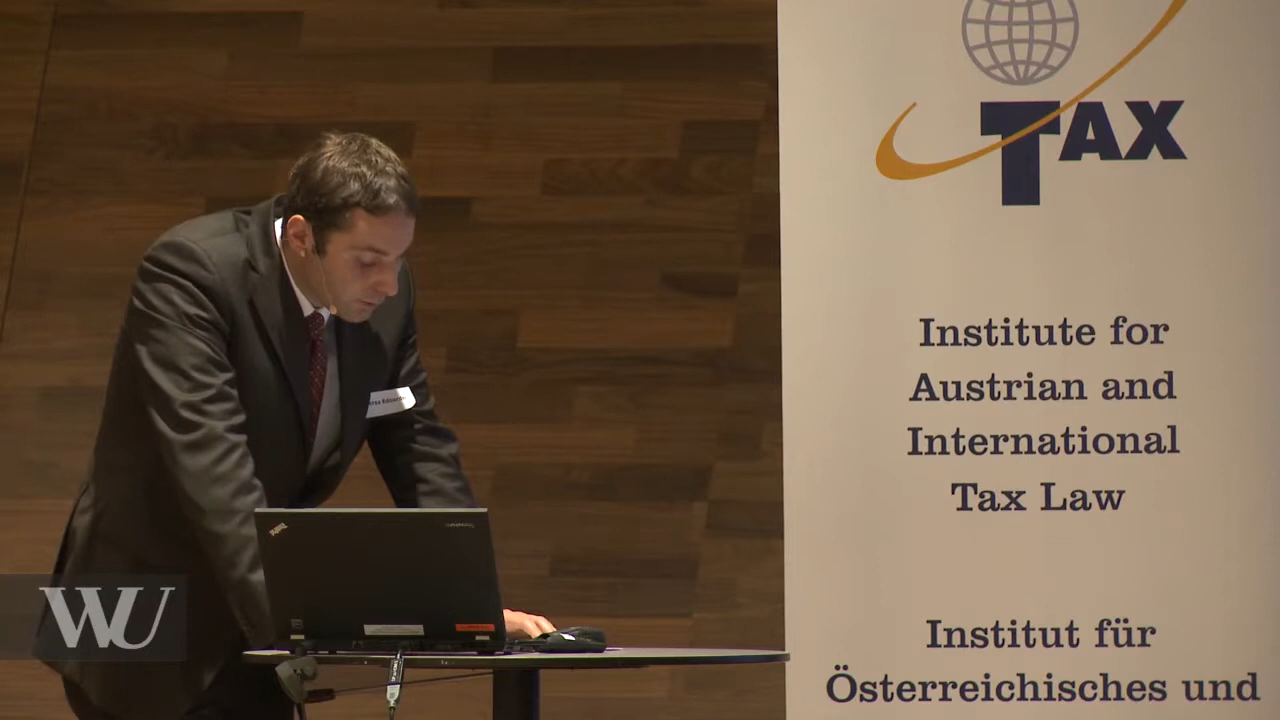 TAX
Institute for
Austrian and
International
Tax Law
Institut für
Österreichisches und
WU